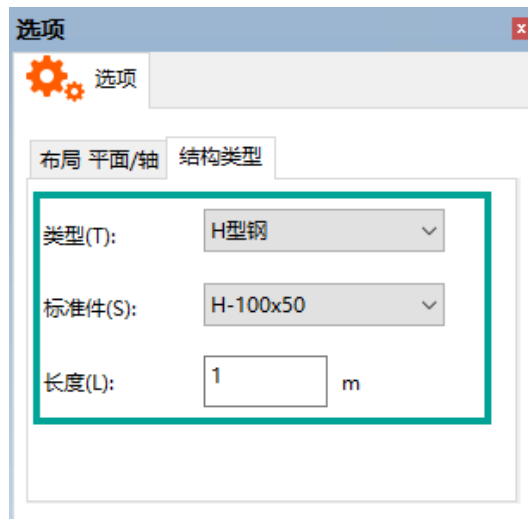 选项
选项
布局 平面/轴 结构类型
类型(T): H型钢
标准件(S): H-100x50
长度(L): 1 m